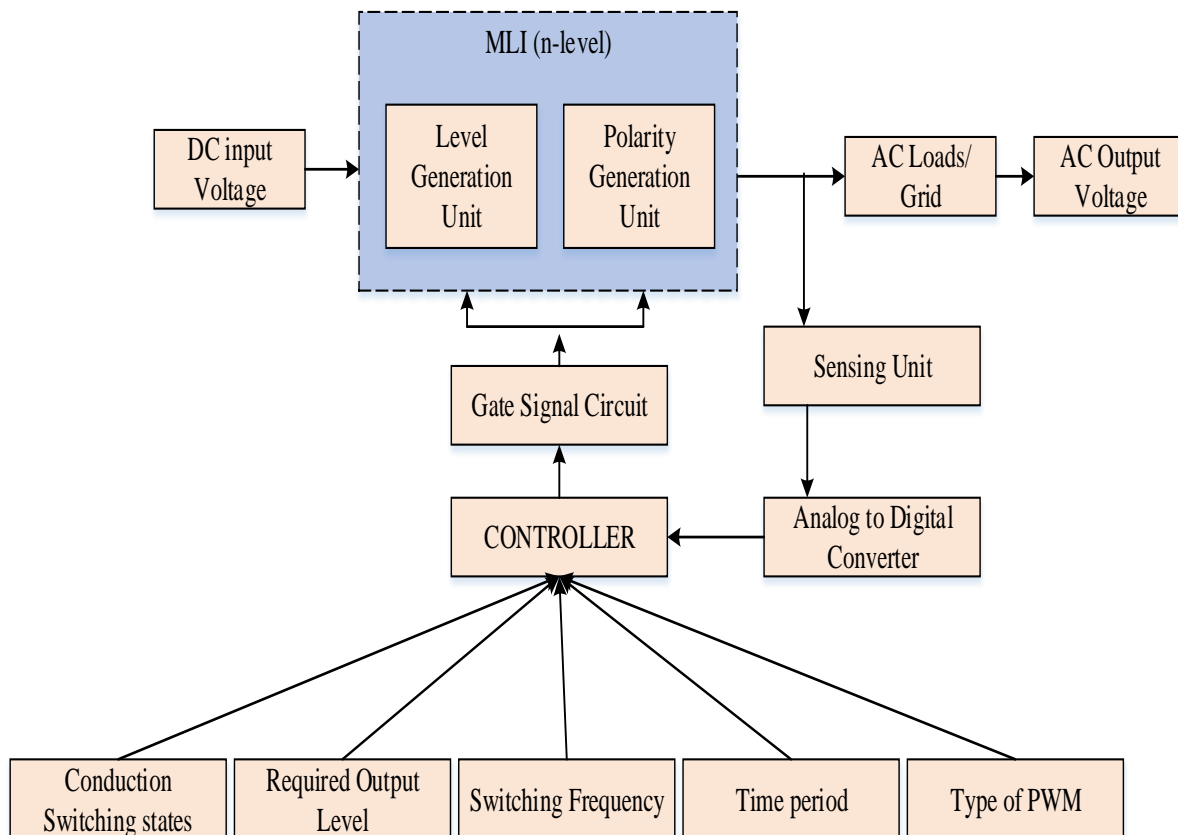 MLI (n-level)
DC input
Voltage
Level
Generation
Unit
Polarity
Generation
Unit
AC Loads/
Grid
AC Output
Voltage
Gate Signal Circuit
Sensing Unit
CONTROLLER
Analog to Digital
Converter
Conduction
Switching states
Required Output
Level
Switching Frequency
Time period
Type of PWM